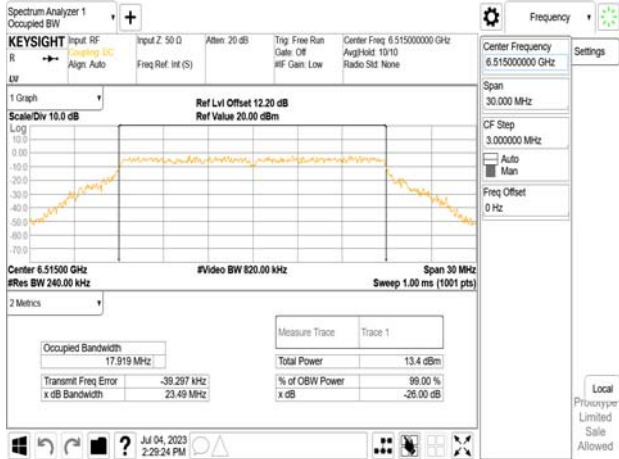 Spectrum Analyzer 1
Occupied BW
+
Frequency
KEYSIGHT
Input: RF
Coupling: DC
Align: Auto
Input Z: 50 Ω
Freq Ref: Int (S)
Atten: 20 dB
Trig: Free Run
Gate: Off
#IF Gain: Low
Center Freq: 6.515000000 GHz
Avg|Hold: 10/10
Radio Std: None
R
Center Frequency
6.515000000 GHz
Settings
Span
30.000 MHz
CF Step
3.000000 MHz
Auto
Man
Freq Offset
0 Hz
1 Graph
Scale/Div 10.0 dB
Ref Lvl Offset 12.20 dB
Ref Value 20.00 dBm
Log
10.0
0.00
-10.0
-20.0
-30.0
-40.0
-50.0
-60.0
-70.0
Center 6.51500 GHz
#Res BW 240.00 kHz
#Video BW 820.00 kHz
Span 30 MHz
Sweep 1.00 ms (1001 pts)
2 Metrics
Measure Trace
Trace 1
Occupied Bandwidth
17.919 MHz
Total Power
13.4 dBm
Transmit Freq Error
-39.297 kHz
% of OBW Power
99.00 %
x dB Bandwidth
23.49 MHz
x dB
-26.00 dB
Local
Prototype
Limited
Sale
Allowed
?
Jul 04, 2023
2:29:24 PM